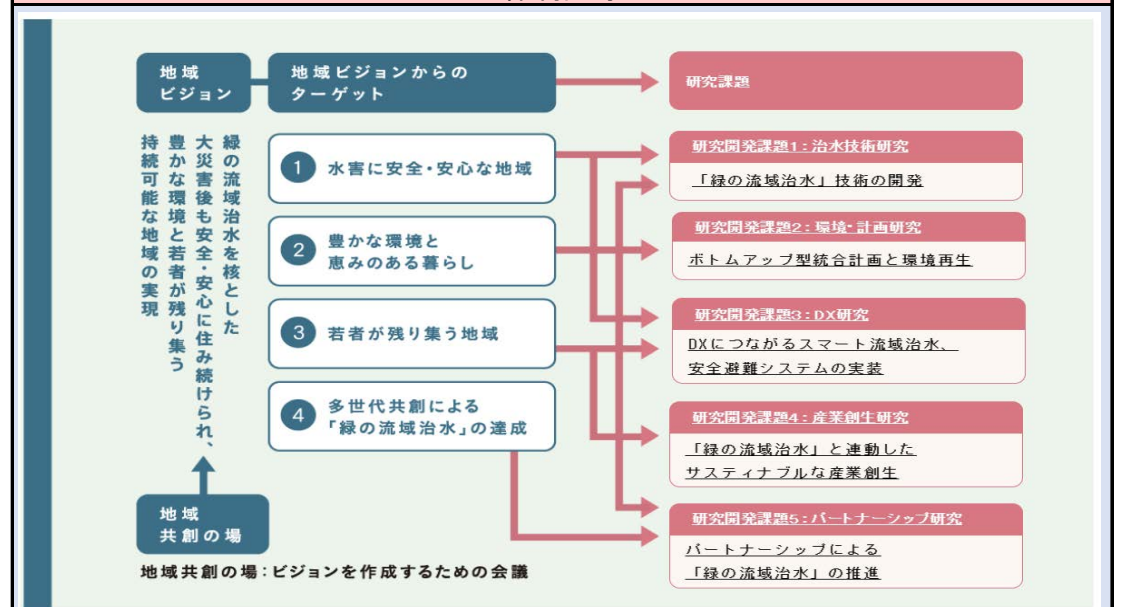 地域
ビジョン
地域ビジョンからの
ターゲット
研究課題
緑の流域治水を核とした
大災害後も安全・安心に住み続けられ、
豊かな環境と若者が残り集う
持続可能な地域の実現
1 水害に安全・安心な地域
2 豊かな環境と
恵みのある暮らし
3 若者が残り集う地域
4 多世代共創による
「緑の流域治水」の達成
研究開発課題1:治水技術研究
「緑の流域治水」技術の開発
研究開発課題2:環境・計画研究
ボトムアップ型統合計画と環境再生
研究開発課題3:DX研究
DXにつながるスマート流域治水、
安全避難システムの実装
研究開発課題4:産業創生研究
「緑の流域治水」と連動した
サスティナブルな産業創生
研究開発課題5:パートナーシップ研究
パートナーシップによる
「緑の流域治水」の推進
地域
共創の場
地域共創の場:ビジョンを作成するための会議